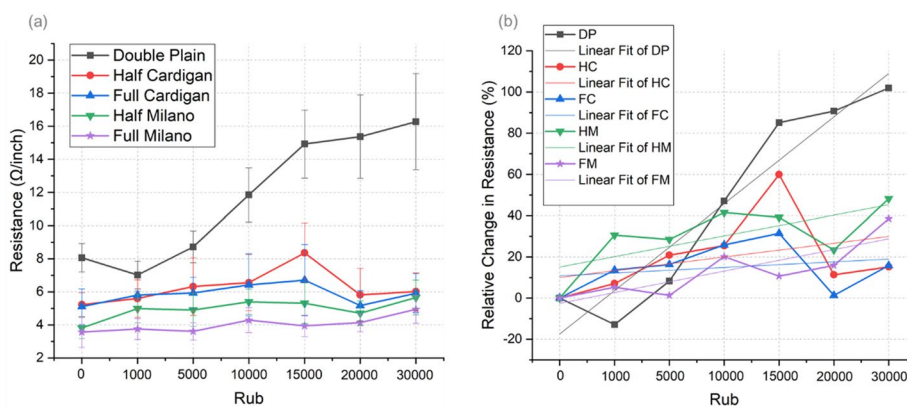 (a)
Resistance (Ω/inch)
20
18
16
14
12
10
8
6
4
2
Double Plain
Half Cardigan
Full Cardigan
Half Milano
Full Milano
0 1000 5000 10000 15000 20000 30000
Rub
(b)
Relative Change in Resistance (%)
120
100
80
60
40
20
0
-20
DP
Linear Fit of DP
HC
Linear Fit of HC
FC
Linear Fit of FC
HM
Linear Fit of HM
FM
Linear Fit of FM
0 1000 5000 10000 15000 20000 30000
Rub